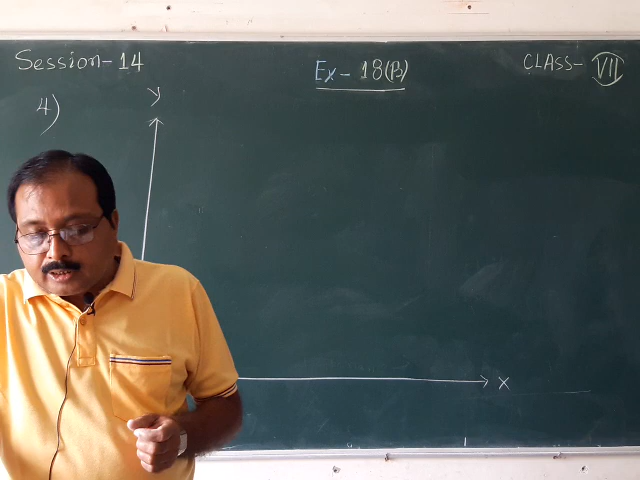 Session-14
Ex-18(B)
CLASS-VII
4)
y
x